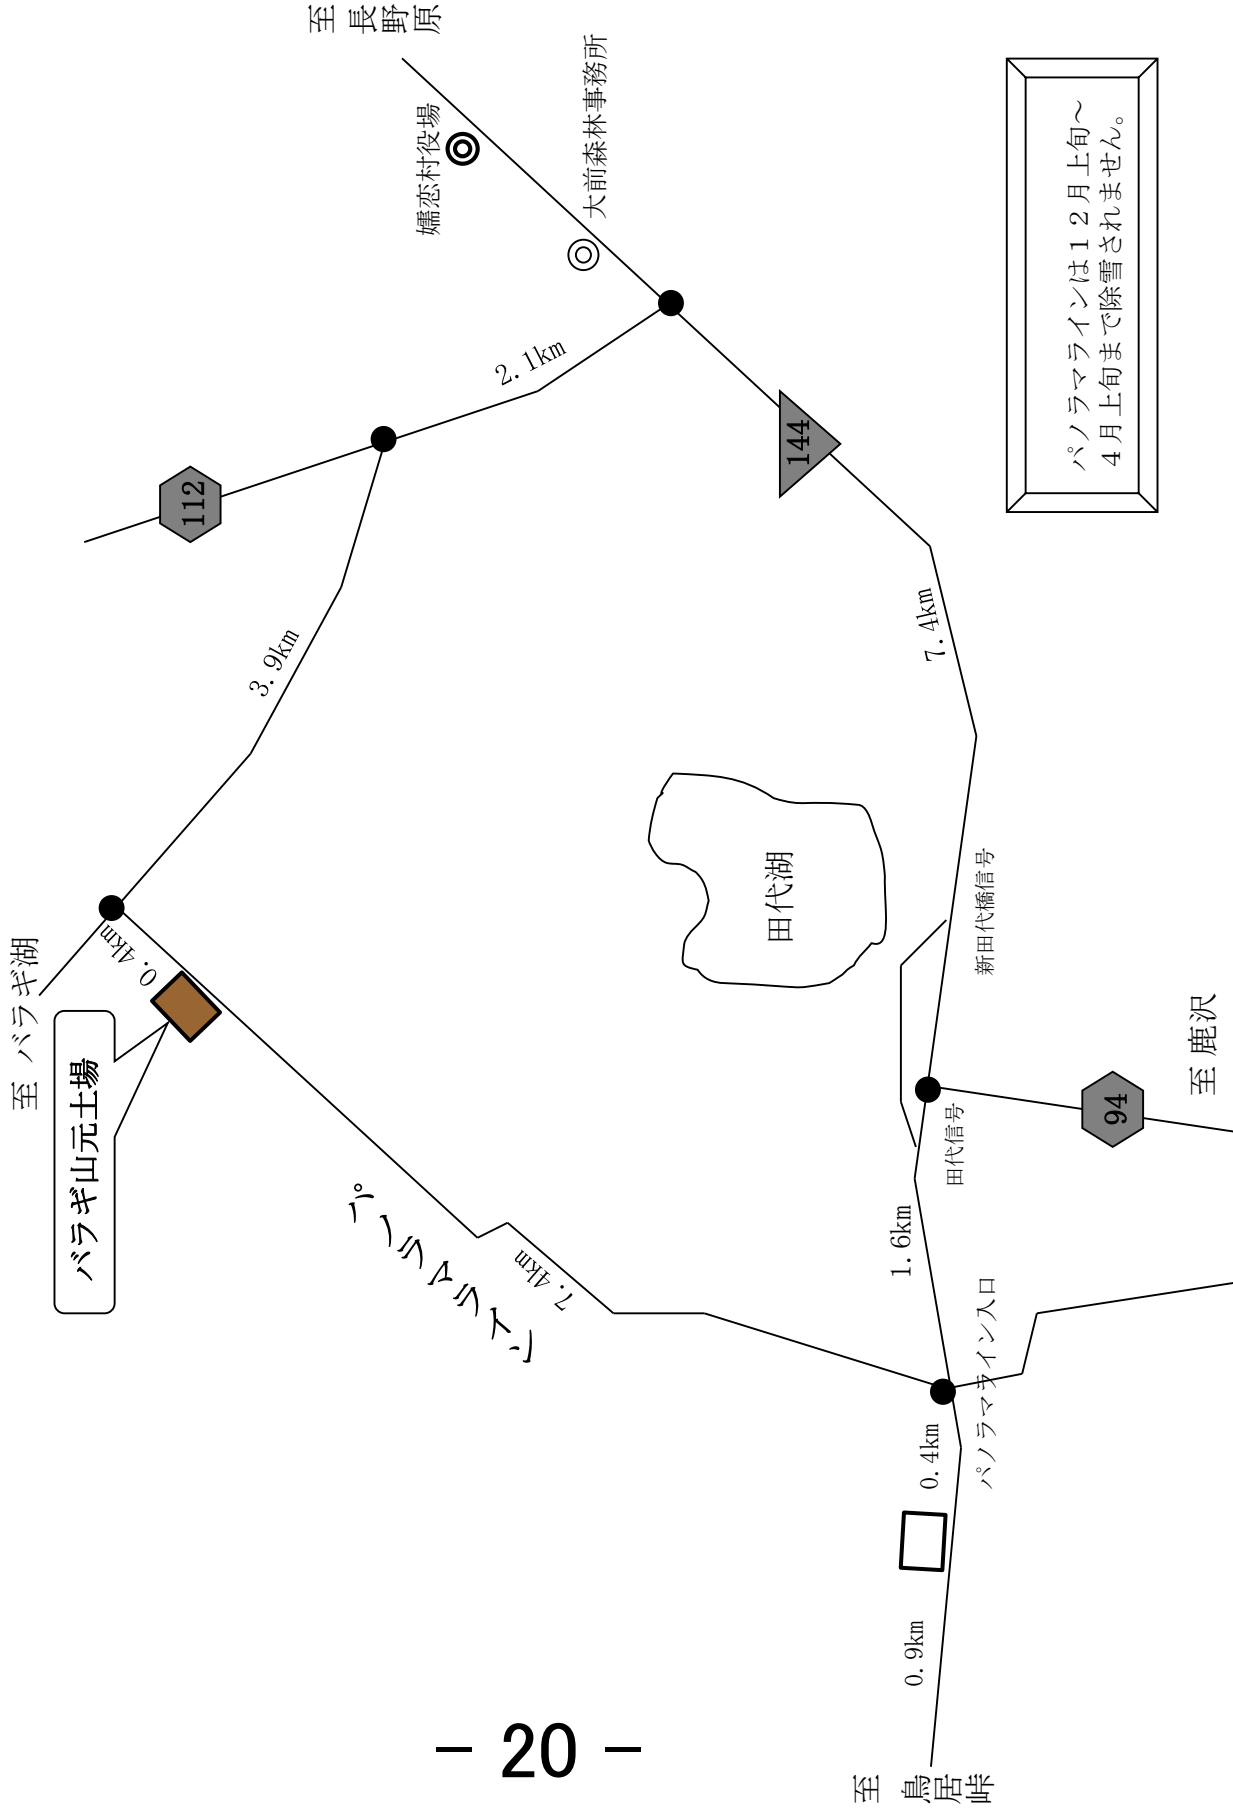 至 長野原
嬬恋村役場
大前森林事務所
2.1km
112
3.9km
144
7.4km
パノラマラインは12月上旬～
4月上旬まで除雪されません。
至 バラギ湖
0.4km
バラギ山元土場
パノラマライン
7.4km
田代湖
新田代橋信号
田代信号
94
至 鹿沢
1.6km
パノラマライン入口
0.4km
0.9km
至 鳥居峠
- 20 -